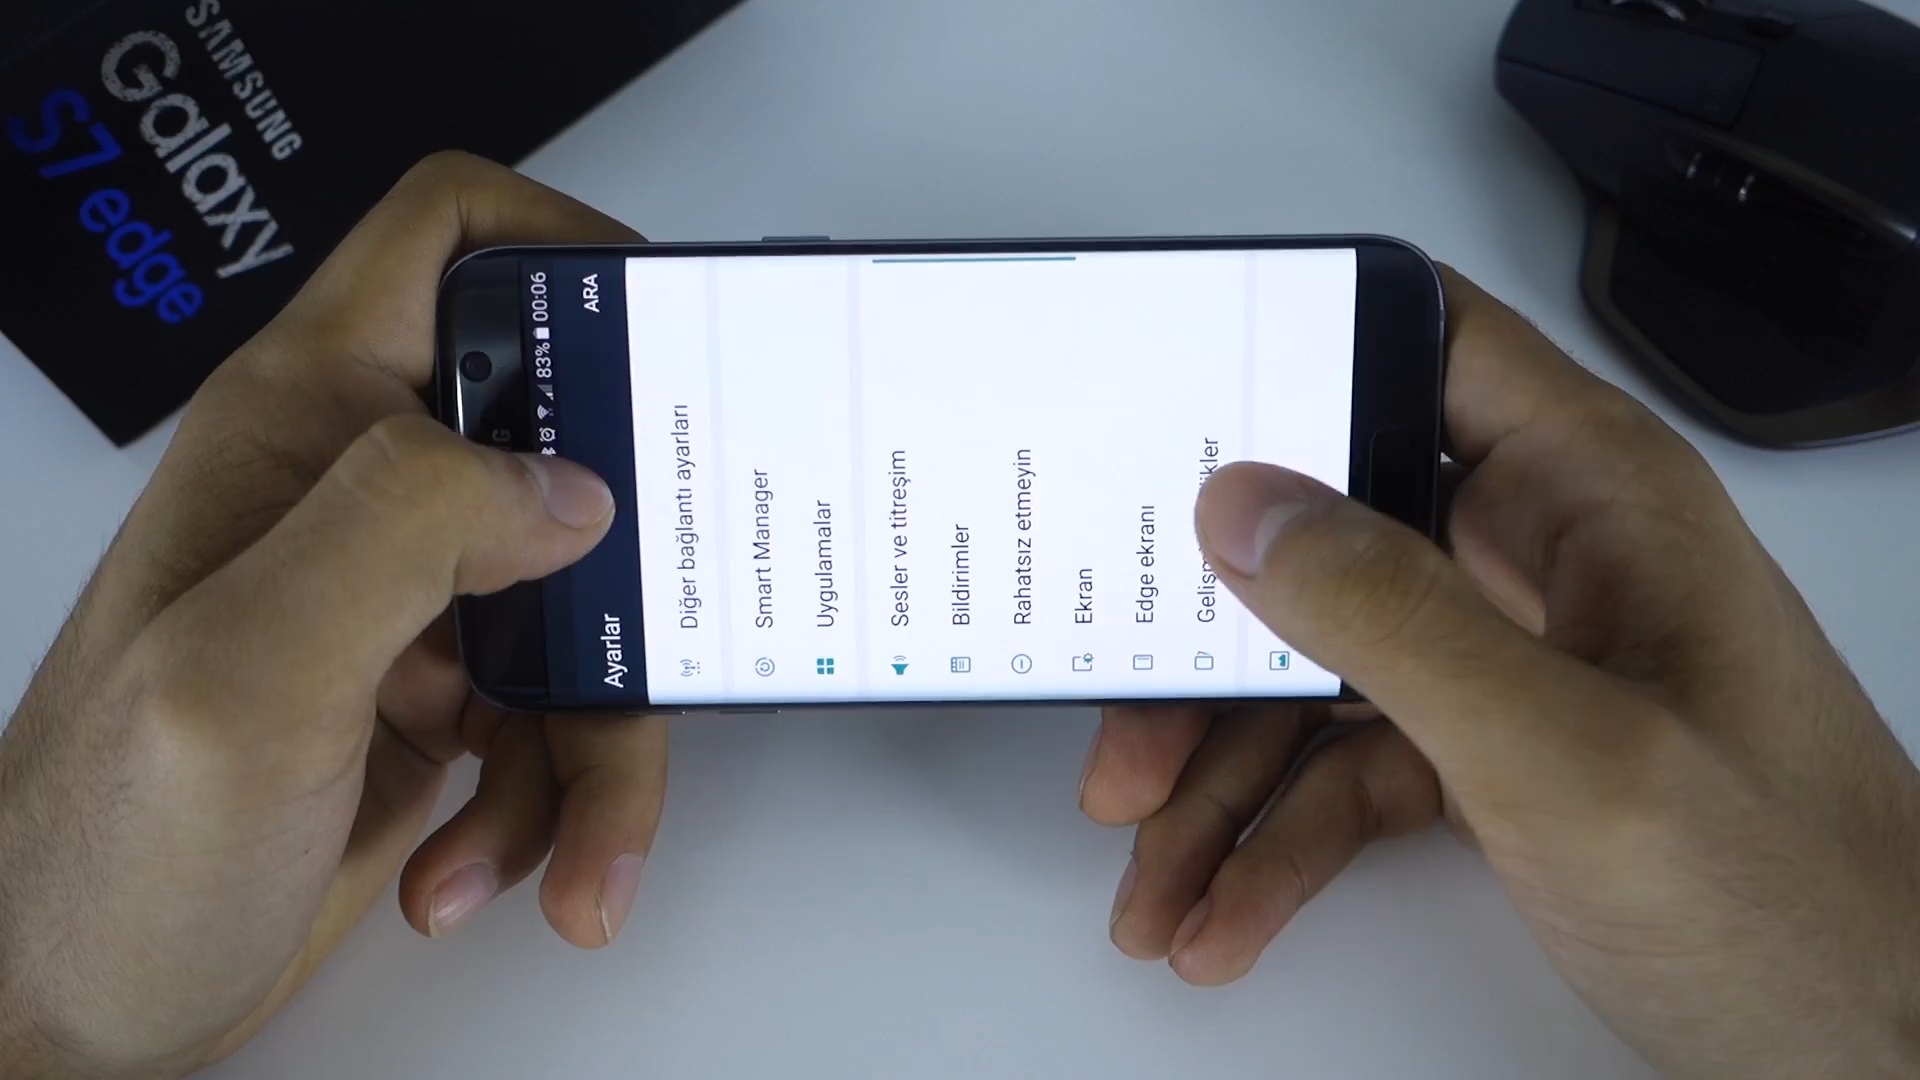 SAMSUNG
Galaxy
S7 edge
83% 00:06
Ayarlar
ARA
Diğer bağlantı ayarları
Smart Manager
Uygulamalar
Sesler ve titreşim
Bildirimler
Rahatsız etmeyin
Ekran
Edge ekranı